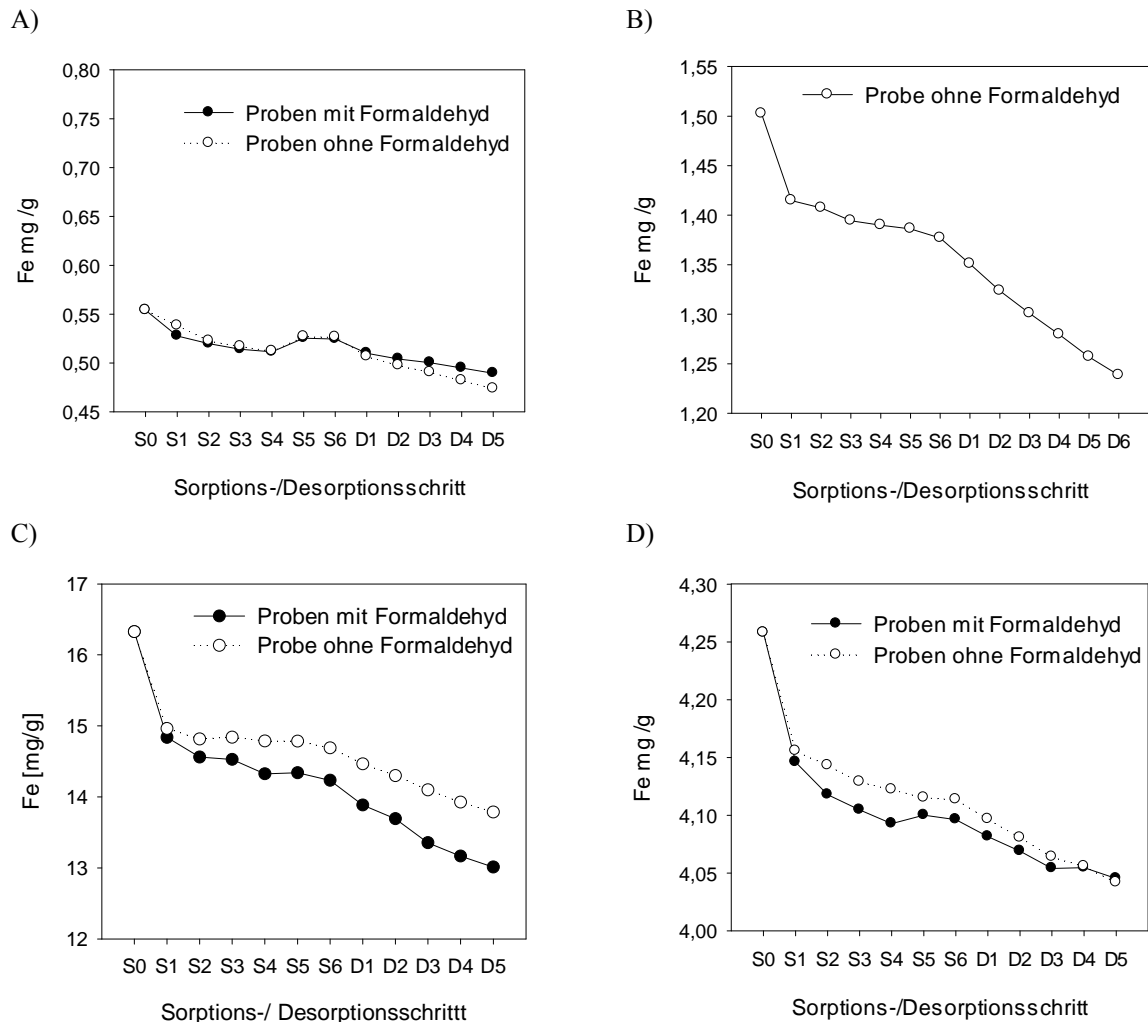 A)
0,80
0,75
0,70
0,65
0,60
0,55
0,50
0,45
Fe mg /g
Proben mit Formaldehyd
Proben ohne Formaldehyd
S0 S1 S2 S3 S4 S5 S6 D1 D2 D3 D4 D5
Sorptions-/Desorptionsschritt
B)
1,55
1,50
1,45
1,40
1,35
1,30
1,25
1,20
Fe mg /g
Probe ohne Formaldehyd
S0 S1 S2 S3 S4 S5 S6 D1 D2 D3 D4 D5 D6
Sorptions-/Desorptionsschritt
C)
17
16
15
14
13
12
Fe [mg/g]
Proben mit Formaldehyd
Probe ohne Formaldehyd
S0 S1 S2 S3 S4 S5 S6 D1 D2 D3 D4 D5
Sorptions-/ Desorptionsschrittt
D)
4,30
4,25
4,20
4,15
4,10
4,05
4,00
Fe mg /g
Proben mit Formaldehyd
Proben ohne Formaldehyd
S0 S1 S2 S3 S4 S5 S6 D1 D2 D3 D4 D5
Sorptions-/Desorptionsschritt